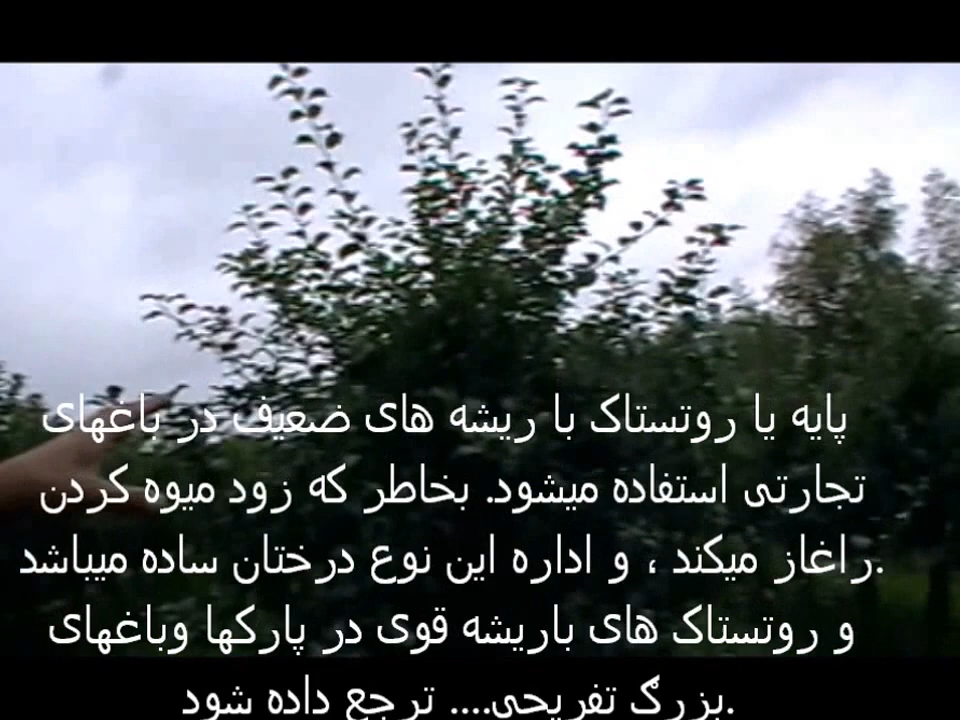 پایه یا روتستاک با ریشه های ضعیف در باغهای
تجارتی استفاده میشود. بخاطر که زود میوه کردن
راغاز میکند ، و اداره این نوع درختان ساده میباشد.
و روتستاک های باریشه قوی در پارکها وباغهای
بزرگ تفریحی.... ترجع داده شود.